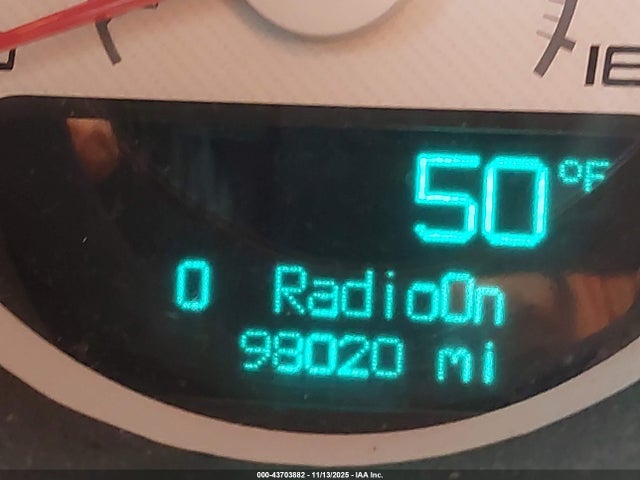 50 °F
0 RadioOn
98020 mi
000-43703882 - 11/13/2025 - IAA Inc.